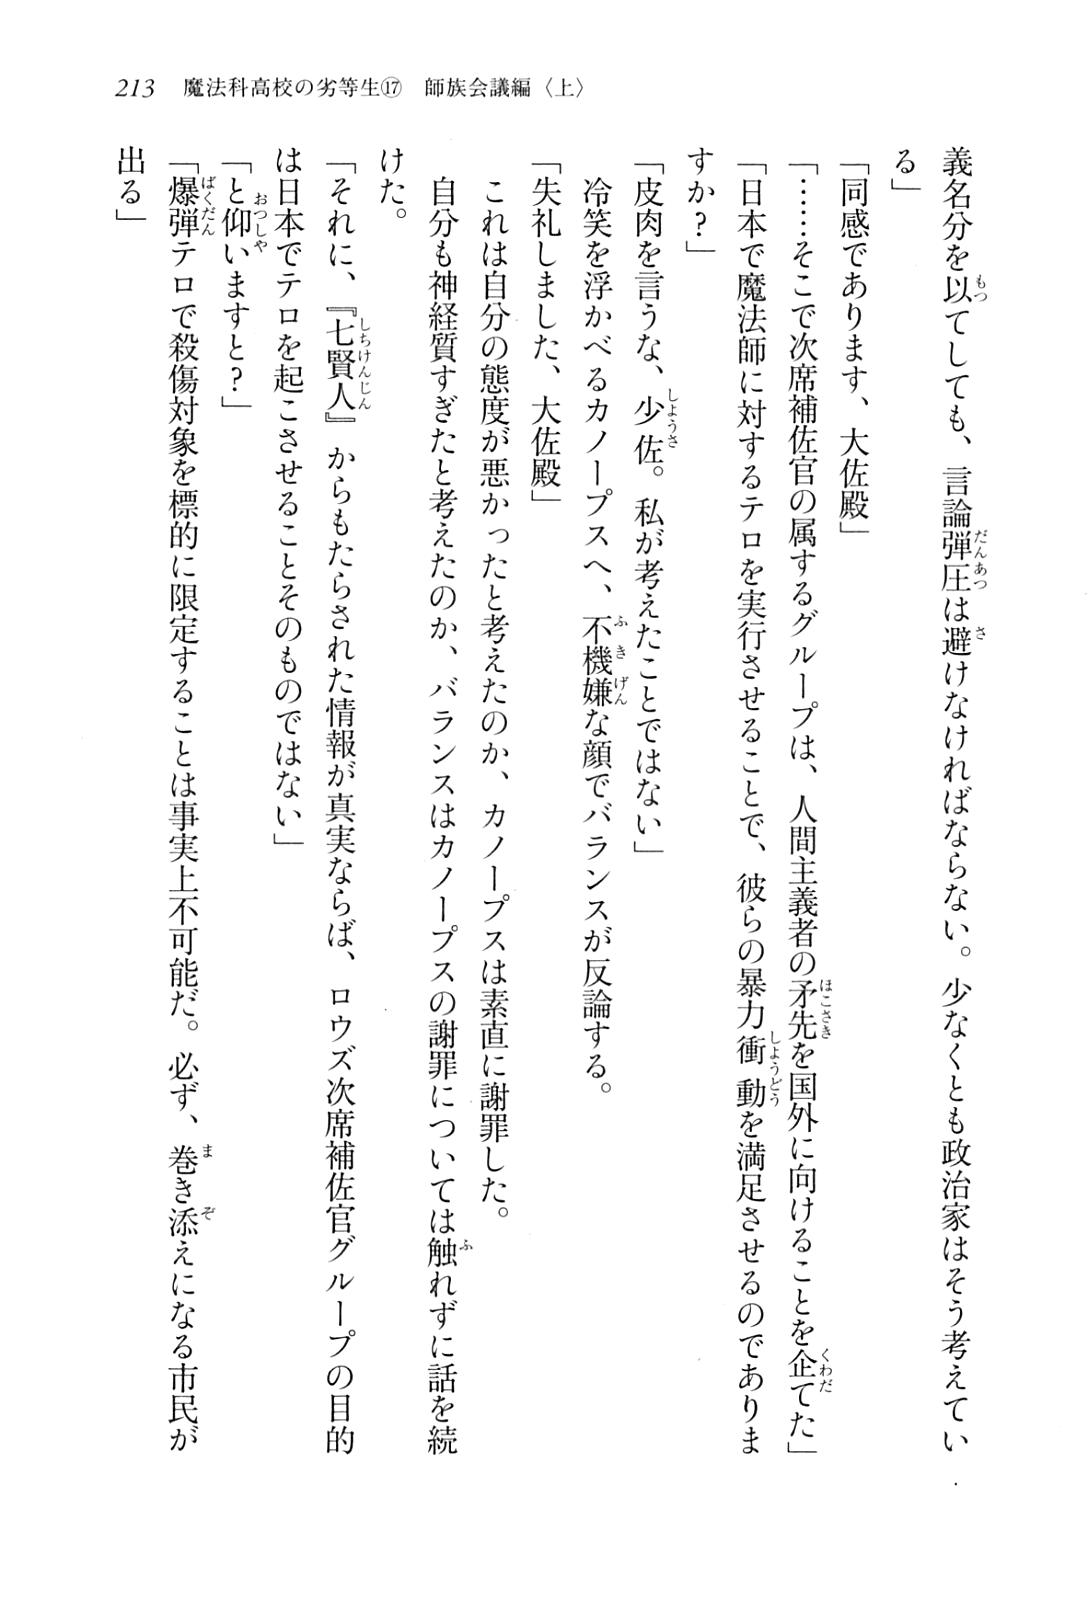 213　魔法科高校の劣等生⑰　師族会議編〈上〉
義名分を以てしても、言論弾圧は避けなければならない。少なくとも政治家はそう考えてい
る」
「同感であります、大佐殿」
「……そこで次席補佐官の属するグループは、人間主義者の矛先を国外に向けることを企てた」
「日本で魔法師に対するテロを実行させることで、彼らの暴力衝動を満足させるのでありま
すか？」
「皮肉を言うな、少佐。私が考えたことではない」
　冷笑を浮かべるカノープスへ、不機嫌な顔でバランスが反論する。
「失礼しました、大佐殿」
　これは自分の態度が悪かったと考えたのか、カノープスは素直に謝罪した。
　自分も神経質すぎたと考えたのか、バランスはカノープスの謝罪については触れずに話を続
けた。
「それに、『七賢人』からもたらされた情報が真実ならば、ロウズ次席補佐官グループの目的
は日本でテロを起こさせることそのものではない」
「と仰いますと？」
「爆弾テロで殺傷対象を標的に限定することは事実上不可能だ。必ず、巻き添えになる市民が
出る」